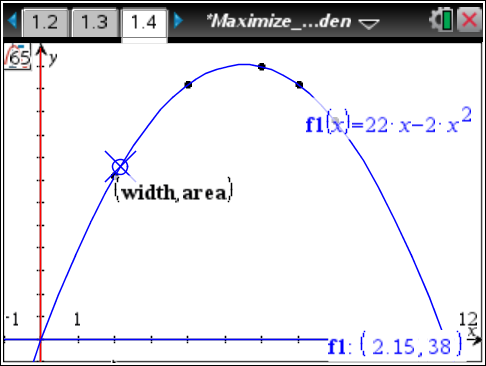 1.2 1.3 1.4 *Maximize_...den
65 y
f1(x)=22·x-2·x²
(width,area)
-1 1 12
x
f1: ( 2.15, 38 )